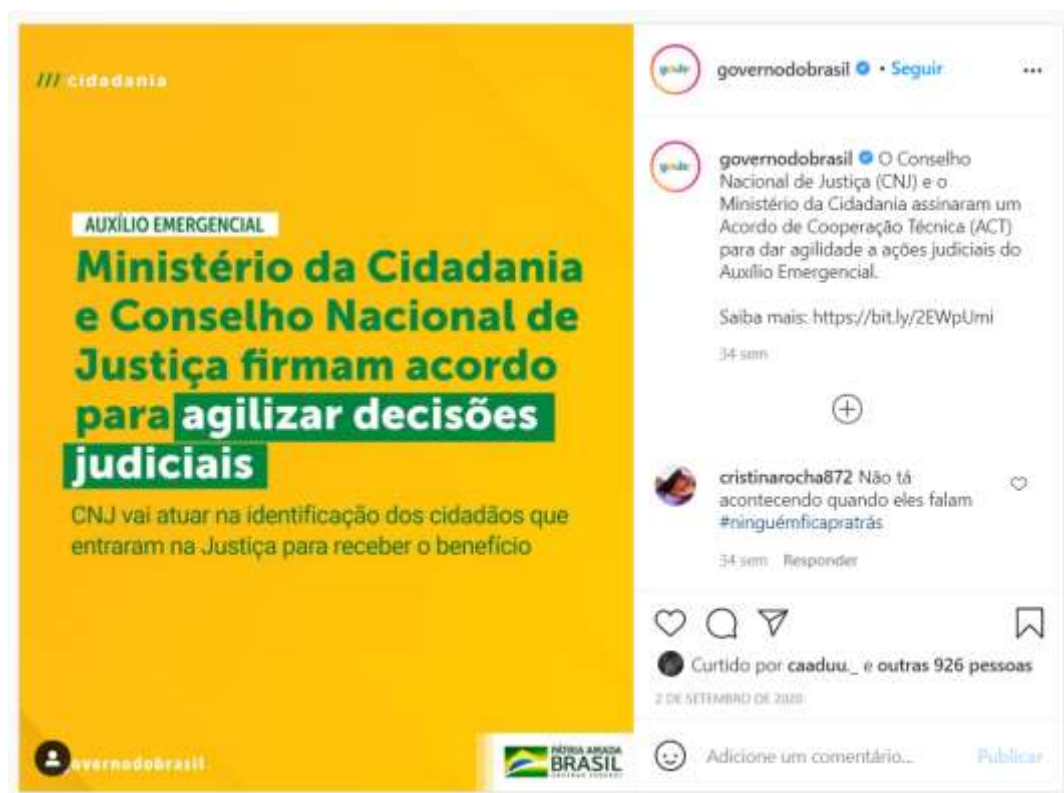 /// cidadania
AUXÍLIO EMERGENCIAL
Ministério da Cidadania
e Conselho Nacional de
Justiça firmam acordo
para agilizar decisões
judiciais
CNJ vai atuar na identificação dos cidadãos que
entraram na Justiça para receber o benefício
overnodobrasil
PÁTRIA AMADA
BRASIL
GOVERNO FEDERAL
governodobrasil • Seguir
governodobrasil O Conselho
Nacional de Justiça (CNJ) e o
Ministério da Cidadania assinaram um
Acordo de Cooperação Técnica (ACT)
para dar agilidade a ações judiciais do
Auxílio Emergencial.
Saiba mais: https://bit.ly/2EWpUmi
34 sem
cristinarocha872 Não tá
acontecendo quando eles falam
#ninguémficapratrás
34 sem Responder
Curtido por caaduu._ e outras 926 pessoas
2 DE SETEMBRO DE 2020
Adicione um comentário... Publicar